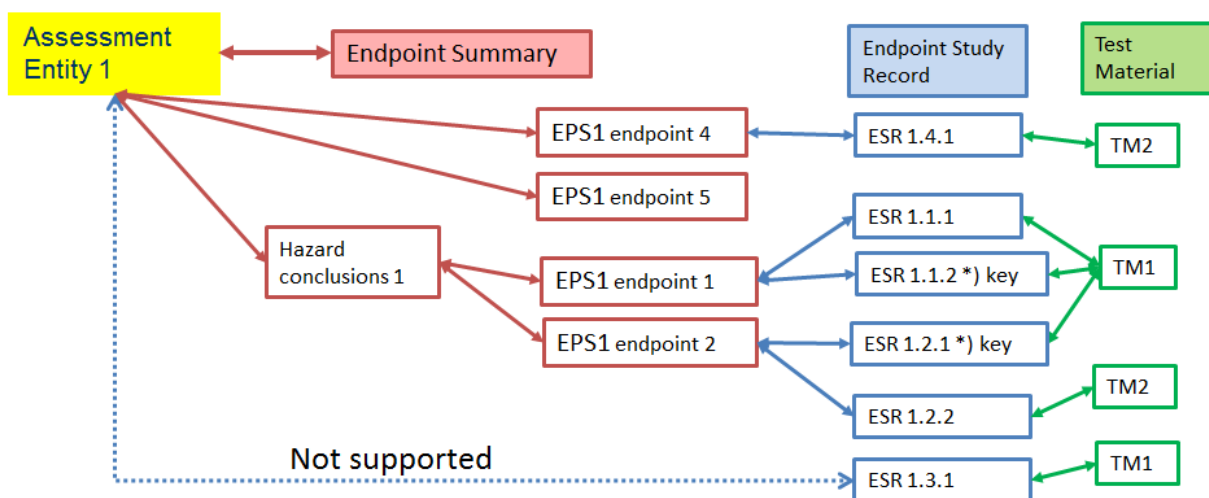 Assessment
Entity 1
Endpoint Summary
Endpoint Study
Record
Test
Material
EPS1 endpoint 4
ESR 1.4.1
TM2
EPS1 endpoint 5
ESR 1.1.1
Hazard
conclusions 1
EPS1 endpoint 1
ESR 1.1.2 *) key
TM1
EPS1 endpoint 2
ESR 1.2.1 *) key
TM2
ESR 1.2.2
Not supported
ESR 1.3.1
TM1